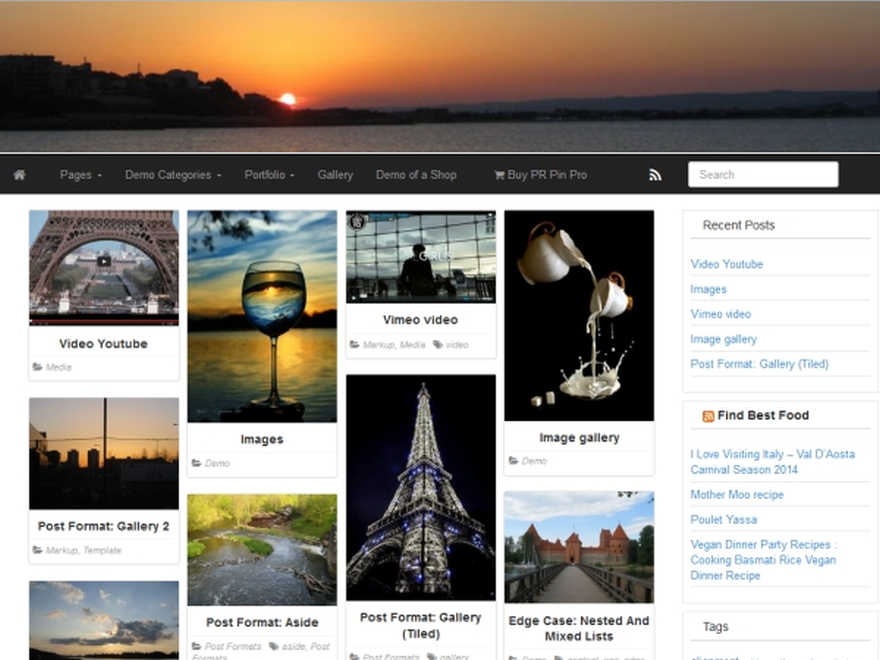 Pages
Demo Categories
Portfolio
Gallery
Demo of a Shop
Buy PR Pin Pro
Search
Video Youtube
Media
Post Format: Gallery 2
Markup, Template
Images
Demo
Post Format: Aside
Post Formats aside, Post
Formats
GIRLS
Vimeo video
Markup, Media video
Post Format: Gallery
(Tiled)
Post Formats gallery
Image gallery
Demo
Edge Case: Nested And
Mixed Lists
Demo
Recent Posts
Video Youtube
Images
Vimeo video
Image gallery
Post Format: Gallery (Tiled)
Find Best Food
I Love Visiting Italy – Val D'Aosta
Carnival Season 2014
Mother Moo recipe
Poulet Yassa
Vegan Dinner Party Recipes :
Cooking Basmati Rice Vegan
Dinner Recipe
Tags
alignment